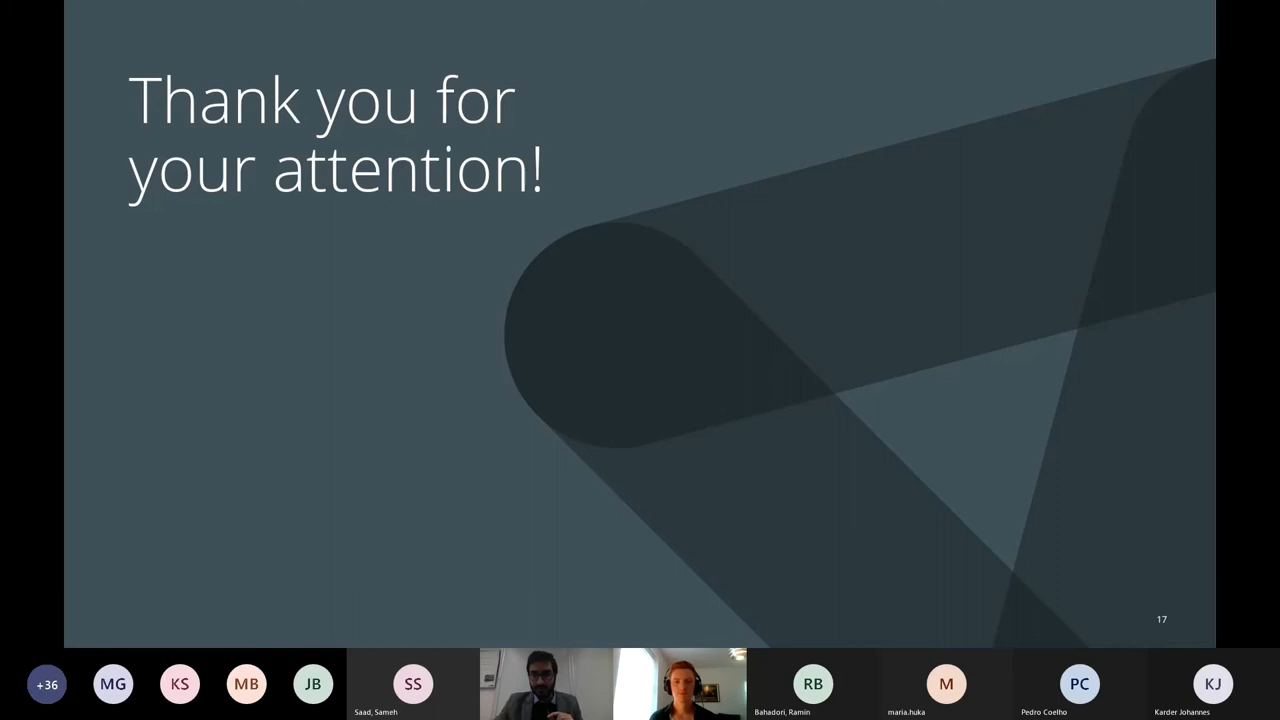 Thank you for
your attention!
17
+36
MG
KS
MB
JB
SS
Saad, Sameh
RB
Bahadori, Ramin
M
maria.huka
PC
Pedro Coelho
KJ
Karder Johannes